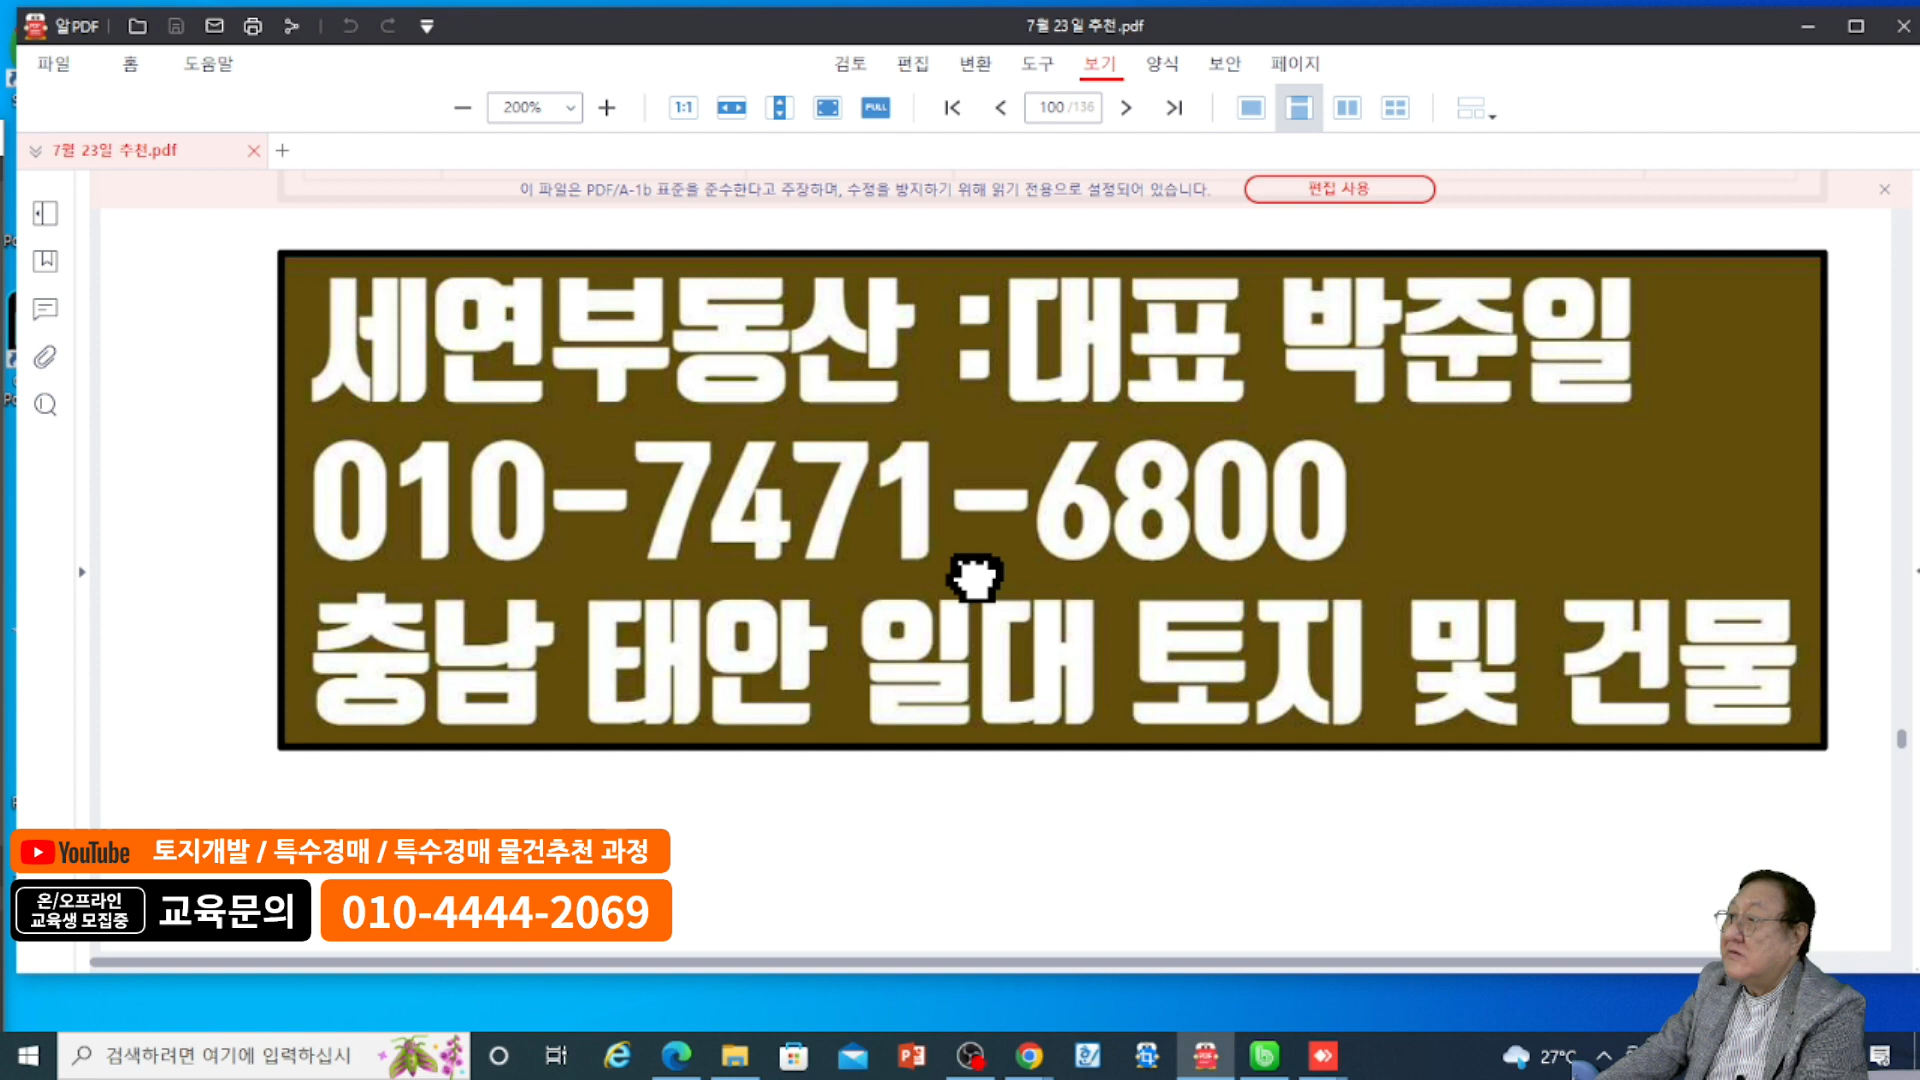 알PDF
7월 23일 추천.pdf
파일 홈 도움말 검토 편집 변환 도구 보기 양식 보안 페이지
200% 1:1 FULL 100 /136
7월 23일 추천.pdf
이 파일은 PDF/A-1b 표준을 준수한다고 주장하며, 수정을 방지하기 위해 읽기 전용으로 설정되어 있습니다. 편집 사용
세연부동산 :대표 박준일
010-7471-6800
충남 태안 일대 토지 및 건물
YouTube 토지개발 / 특수경매 / 특수경매 물건추천 과정
온/오프라인
교육생 모집중
교육문의 010-4444-2069
검색하려면 여기에 입력하십시
27°C